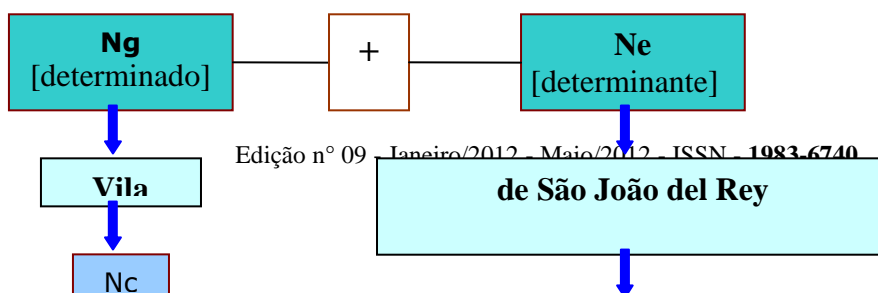 Ng
[determinado]
+
Ne
[determinante]
Edição n° 09 - Janeiro/2012 - Maio/2012 - ISSN - 1983-6740
Vila
de São João del Rey
Nc